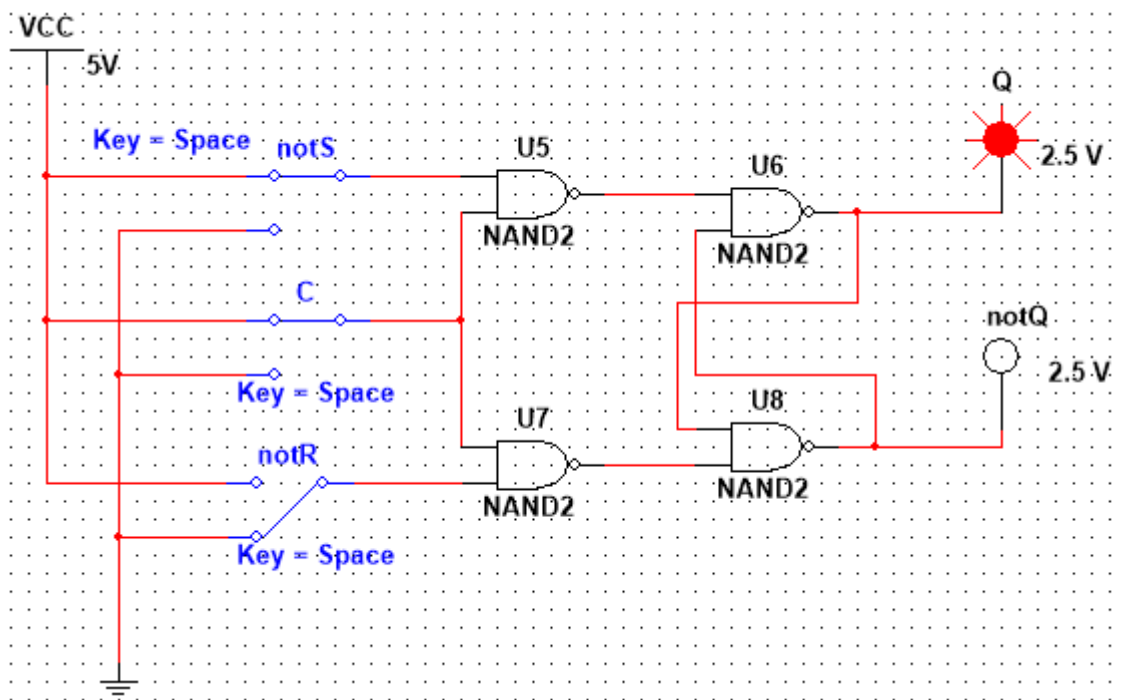 VCC
5V
Key = Space
notS
U5
NAND2
U6
NAND2
Q
2.5 V
C
Key = Space
notQ
2.5 V
notR
Key = Space
U7
NAND2
U8
NAND2